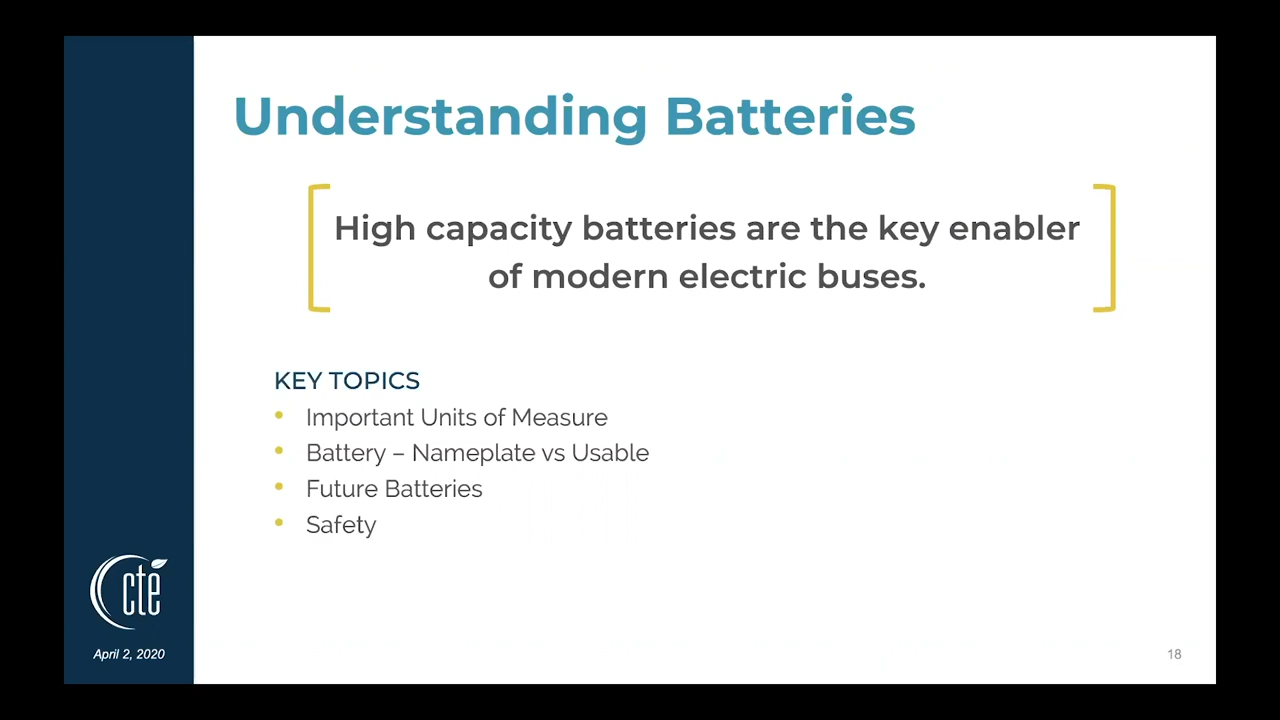 Understanding Batteries
High capacity batteries are the key enabler
of modern electric buses.
KEY TOPICS
• Important Units of Measure
• Battery – Nameplate vs Usable
• Future Batteries
• Safety
cte
April 2, 2020
18